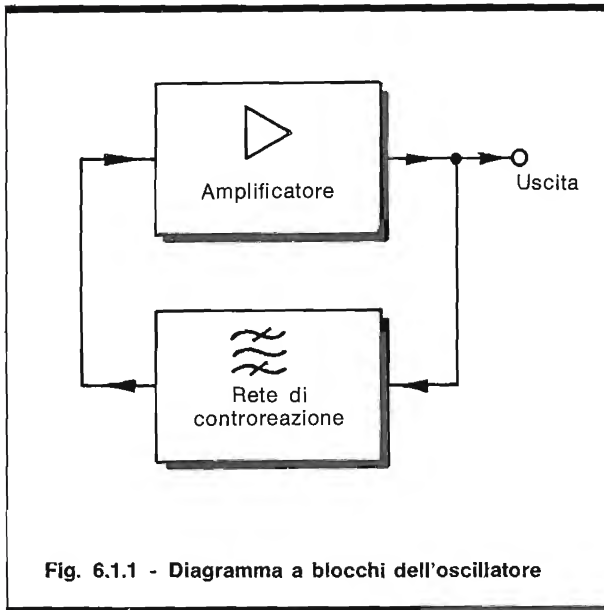 Amplificatore
Uscita
Rete di
controreazione
Fig. 6.1.1 - Diagramma a blocchi dell'oscillatore